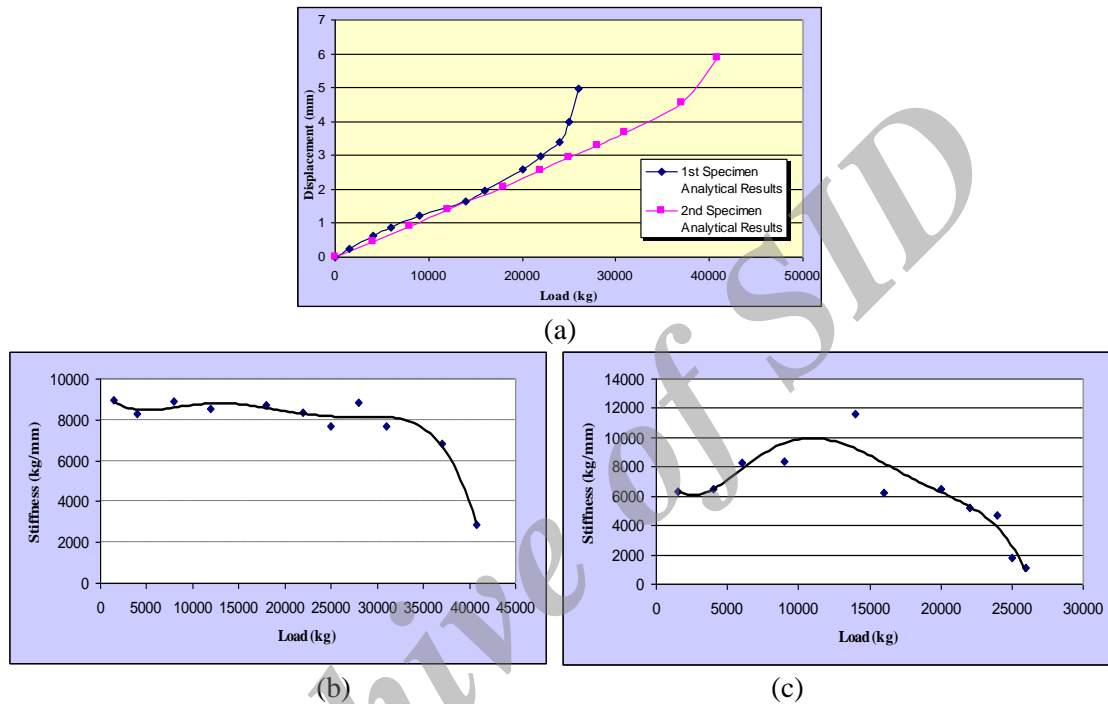 7
6
5
4
3
2
1
0
Displacement (mm)
0 10000 20000 30000 40000 50000
Load (kg)
1st Specimen
Analytical Results
2nd Specimen
Analytical Results
(a)
10000
8000
6000
4000
2000
0
Stiffness (kg/mm)
0 5000 10000 15000 20000 25000 30000 35000 40000 45000
Load (kg)
(b)
14000
12000
10000
8000
6000
4000
2000
0
Stiffness (kg/mm)
0 5000 10000 15000 20000 25000 30000
Load (kg)
(c)
hive of SID